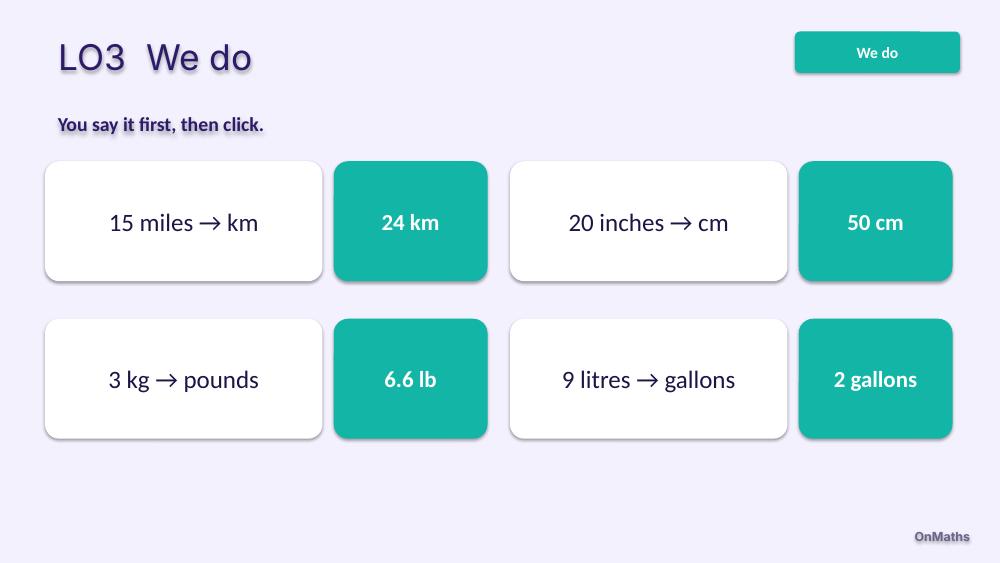 LO3 We do
We do
You say it first, then click.
15 miles → km
24 km
20 inches → cm
50 cm
3 kg → pounds
6.6 lb
9 litres → gallons
2 gallons
OnMaths